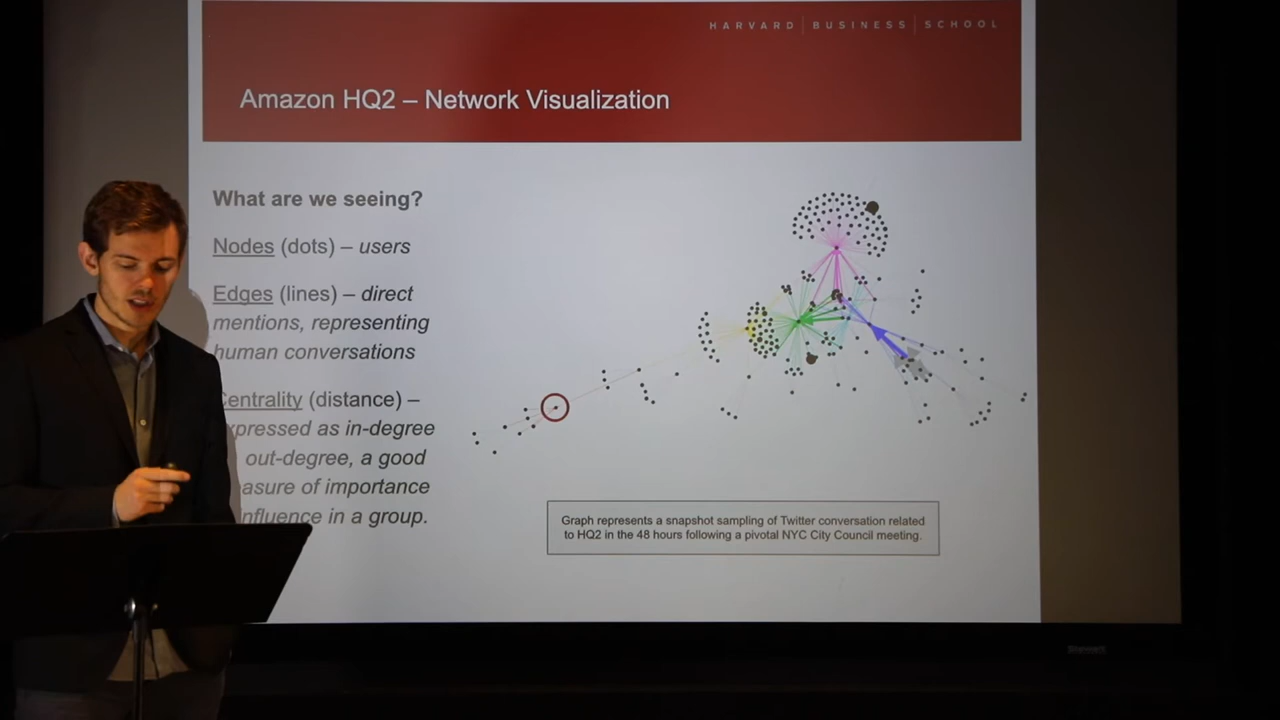 HARVARD BUSINESS SCHOOL
Amazon HQ2 – Network Visualization
What are we seeing?
Nodes (dots) – users
Edges (lines) – direct
mentions, representing
human conversations
Centrality (distance) –
expressed as in-degree
out-degree, a good
measure of importance
influence in a group.
Graph represents a snapshot sampling of Twitter conversation related
to HQ2 in the 48 hours following a pivotal NYC City Council meeting.